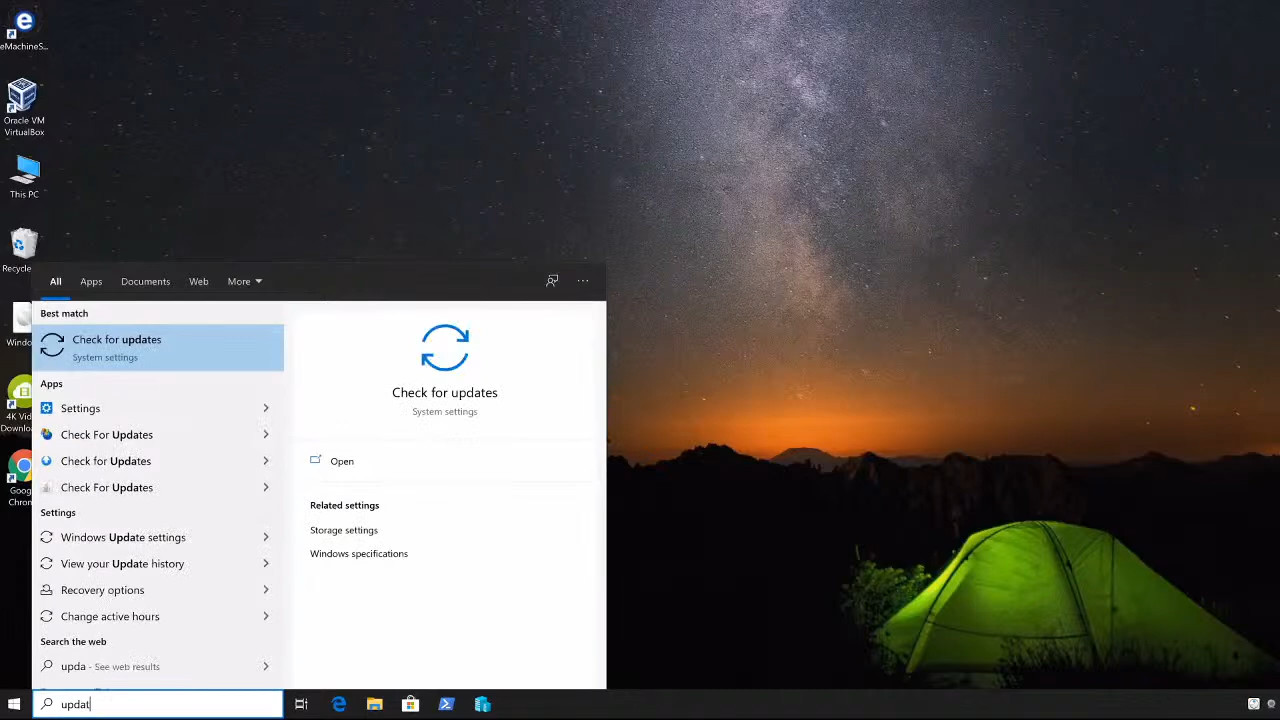 eMachineS...
Oracle VM
VirtualBox
This PC
Recycle
Windo
4K Vid
Downlo
Goog
Chron
All Apps Documents Web More
Best match
Check for updates
System settings
Apps
Settings
Check For Updates
Check for Updates
Check For Updates
Settings
Windows Update settings
View your Update history
Recovery options
Change active hours
Search the web
upda - See web results
updat
Check for updates
System settings
Open
Related settings
Storage settings
Windows specifications